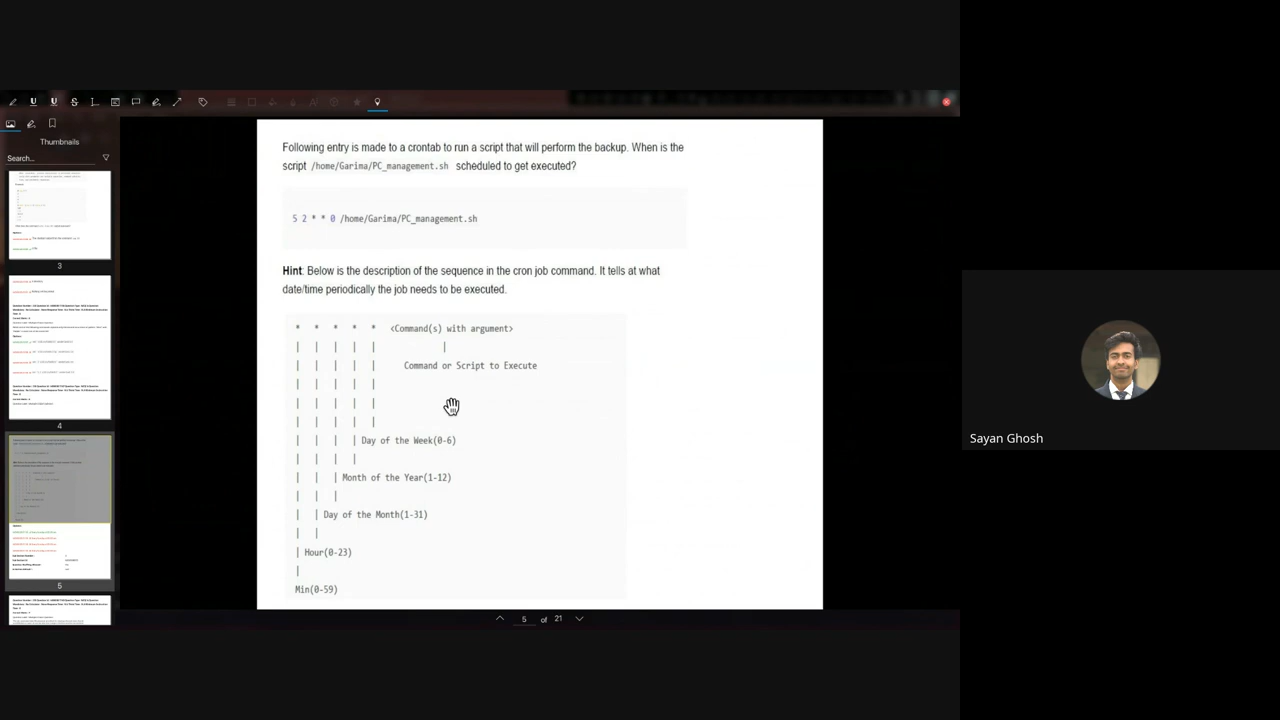 Thumbnails
Search...
3
4
5
Following entry is made to a crontab to run a script that will perform the backup. When is the
script /home/Garima/PC_management.sh scheduled to get executed?
5 2 * * 0 /home/Garima/PC_management.sh
Hint: Below is the description of the sequence in the cron job command. It tells at what
date/time periodically the job needs to be executed.
* * * * * <Command(s) with argument>
| | | | | |
| | | | | Command or Script to Execute
| | | | |
| | | | |
| | | | |
| | | | Day of the Week(0-6)
| | | |
| | | Month of the Year(1-12)
| | |
| | Day of the Month(1-31)
| |
| Hour(0-23)
|
Min(0-59)
5 of 21
Sayan Ghosh